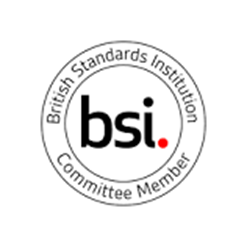 British Standards Institution
bsi.
Committee Member